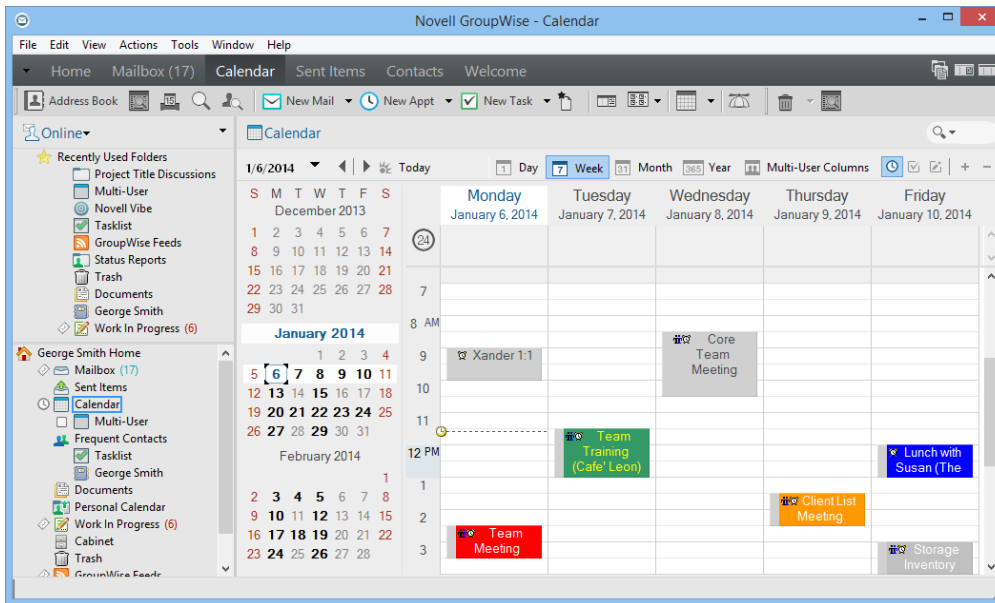 Novell GroupWise - Calendar
File Edit View Actions Tools Window Help
Home Mailbox (17) Calendar Sent Items Contacts Welcome
Address Book 15 New Mail New Appt New Task
Online
Calendar
Recently Used Folders
Project Title Discussions
Multi-User
Novell Vibe
Tasklist
GroupWise Feeds
Status Reports
Trash
Documents
George Smith
Work In Progress (6)
George Smith Home
Mailbox (17)
Sent Items
Calendar
Multi-User
Frequent Contacts
Tasklist
George Smith
Documents
Personal Calendar
Work In Progress (6)
Cabinet
Trash
GroupWise Feeds
1/6/2014 Today 1 Day 7 Week 31 Month 365 Year Multi-User Columns
S M T W T F S
December 2013
1 2 3 4 5 6 7
8 9 10 11 12 13 14
15 16 17 18 19 20 21
22 23 24 25 26 27 28
29 30 31
January 2014
1 2 3 4
5 6 7 8 9 10 11
12 13 14 15 16 17 18
19 20 21 22 23 24 25
26 27 28 29 30 31
February 2014
1
2 3 4 5 6 7 8
9 10 11 12 13 14 15
16 17 18 19 20 21 22
23 24 25 26 27 28
Monday Tuesday Wednesday Thursday Friday
January 6, 2014 January 7, 2014 January 8, 2014 January 9, 2014 January 10, 2014
24
7
8 AM
9
10
11
12 PM
1
2
3
Xander 1:1
Team
Meeting
Team
Training
(Cafe' Leon)
Core
Team
Meeting
Client List
Meeting
Lunch with
Susan (The
Storage
Inventory